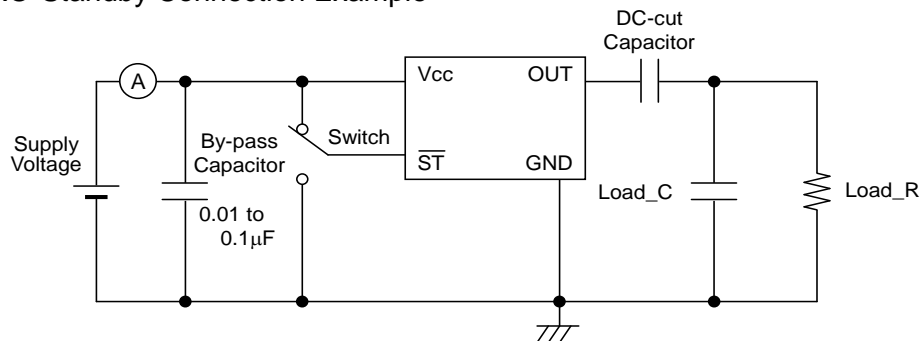 Standby Connection Example
DC-cut
Capacitor
A
Vcc
OUT
Supply
Voltage
By-pass
Capacitor
Switch
S̅T̅
GND
0.01 to
0.1μF
Load_C
Load_R